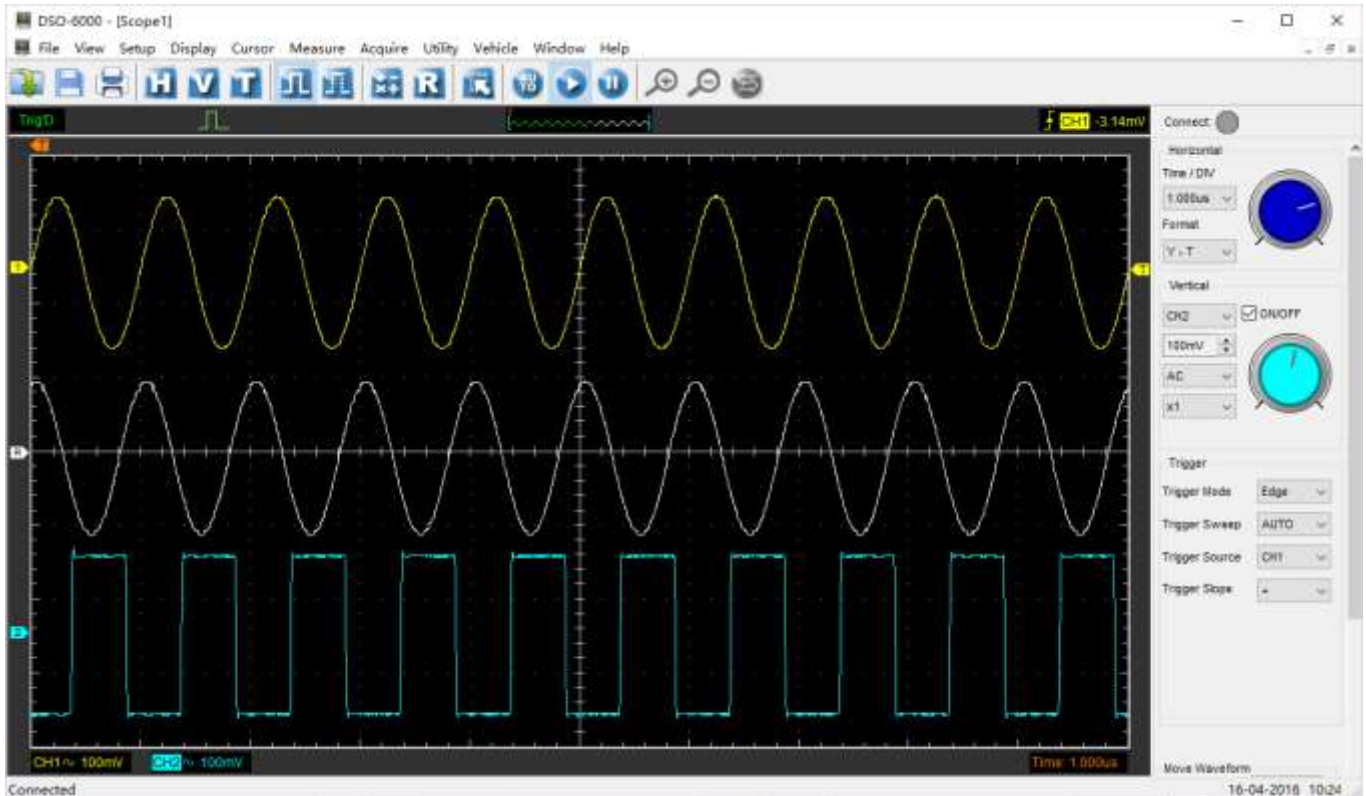 DSO-6000 - [Scope1]
File View Setup Display Cursor Measure Acquire Utility Vehicle Window Help
H V T R
Trig'D
CH1 -3.14mV
Connect:
T
Horizontal
Time / DIV
1.000us
Format
Y-T
1
T
Vertical
CH2 ON/OFF
100mV
AC
x1
R
Trigger
Trigger Mode Edge
Trigger Sweep AUTO
Trigger Source CH1
Trigger Slope +
2
CH1 100mV CH2 100mV Time: 1.000us
Move Waveform
Connected 16-04-2016 10:24